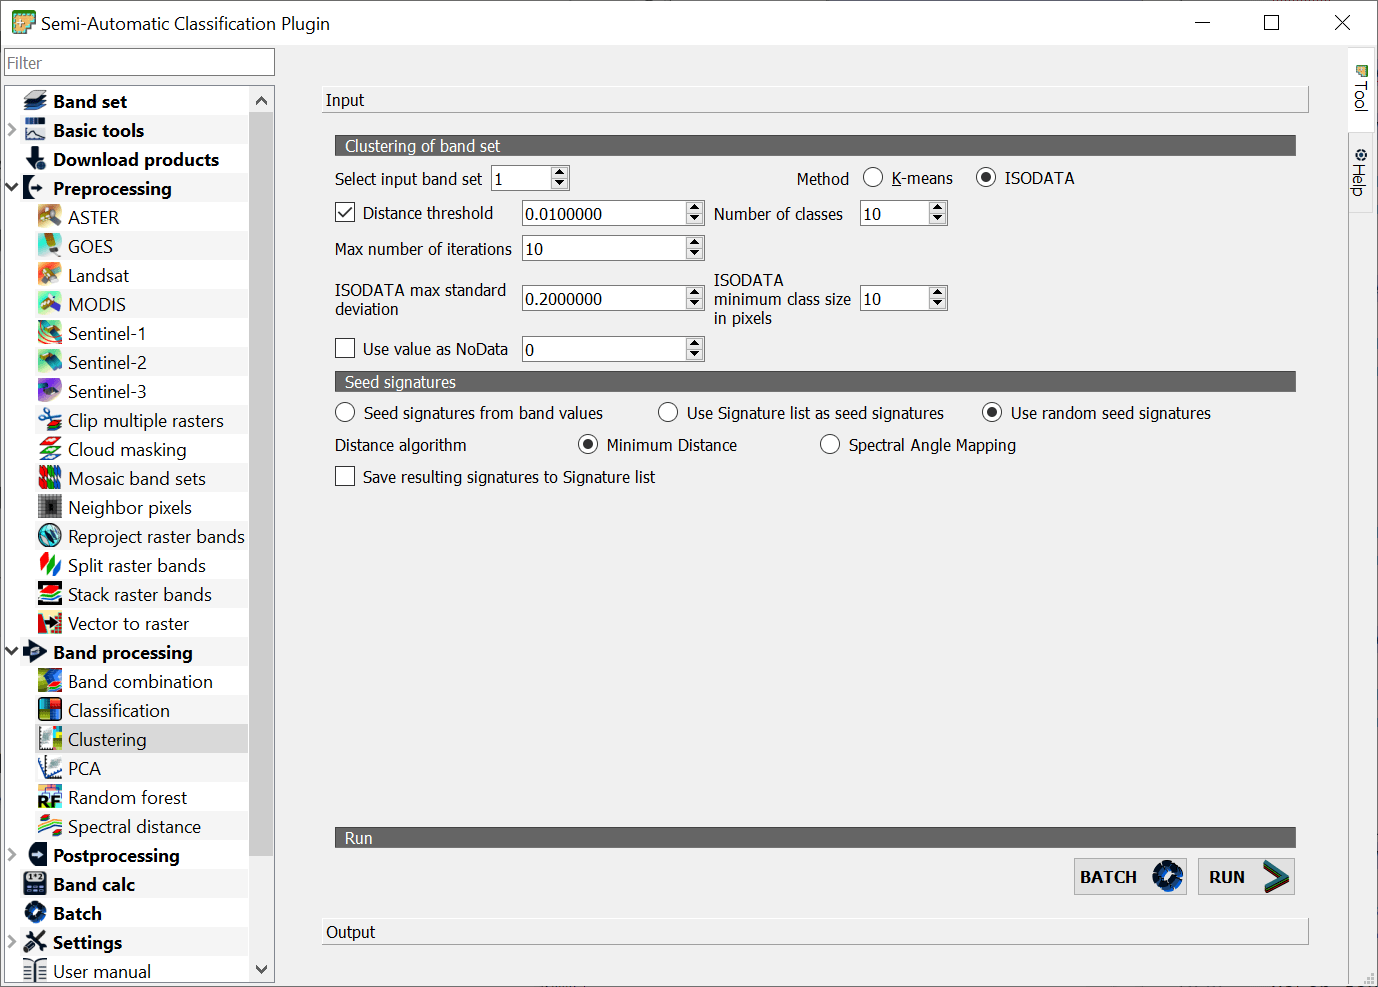 Semi-Automatic Classification Plugin
Filter
Band set
Basic tools
Download products
Preprocessing
ASTER
GOES
Landsat
MODIS
Sentinel-1
Sentinel-2
Sentinel-3
Clip multiple rasters
Cloud masking
Mosaic band sets
Neighbor pixels
Reproject raster bands
Split raster bands
Stack raster bands
Vector to raster
Band processing
Band combination
Classification
Clustering
PCA
RF Random forest
Spectral distance
Postprocessing
Band calc
Batch
Settings
User manual
Input
Clustering of band set
Select input band set 1 Method K-means ISODATA
Distance threshold 0.0100000 Number of classes 10
Max number of iterations 10
ISODATA max standard deviation 0.2000000 ISODATA minimum class size in pixels 10
Use value as NoData 0
Seed signatures
Seed signatures from band values Use Signature list as seed signatures Use random seed signatures
Distance algorithm Minimum Distance Spectral Angle Mapping
Save resulting signatures to Signature list
Run
BATCH RUN
Output
Tool
Help